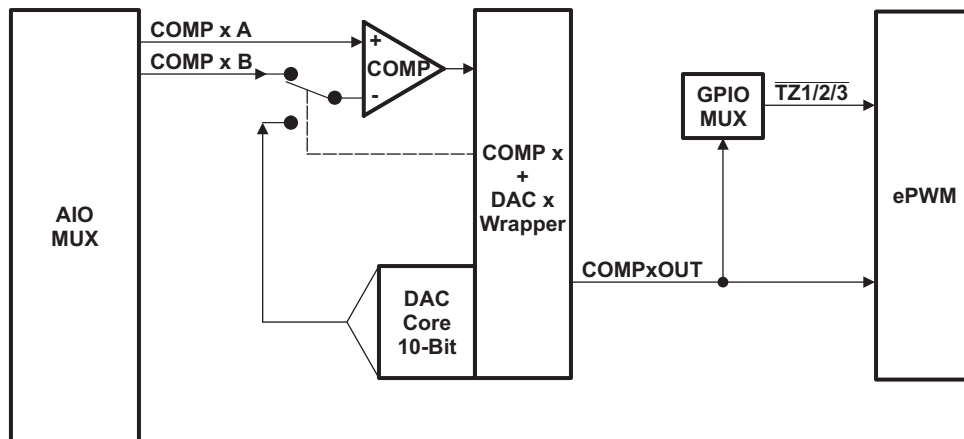 AIO
MUX
COMP x A
COMP x B
+
COMP
-
COMP x
+
DAC x
Wrapper
DAC
Core
10-Bit
COMPxOUT
GPIO
MUX
TZ1/2/3
ePWM